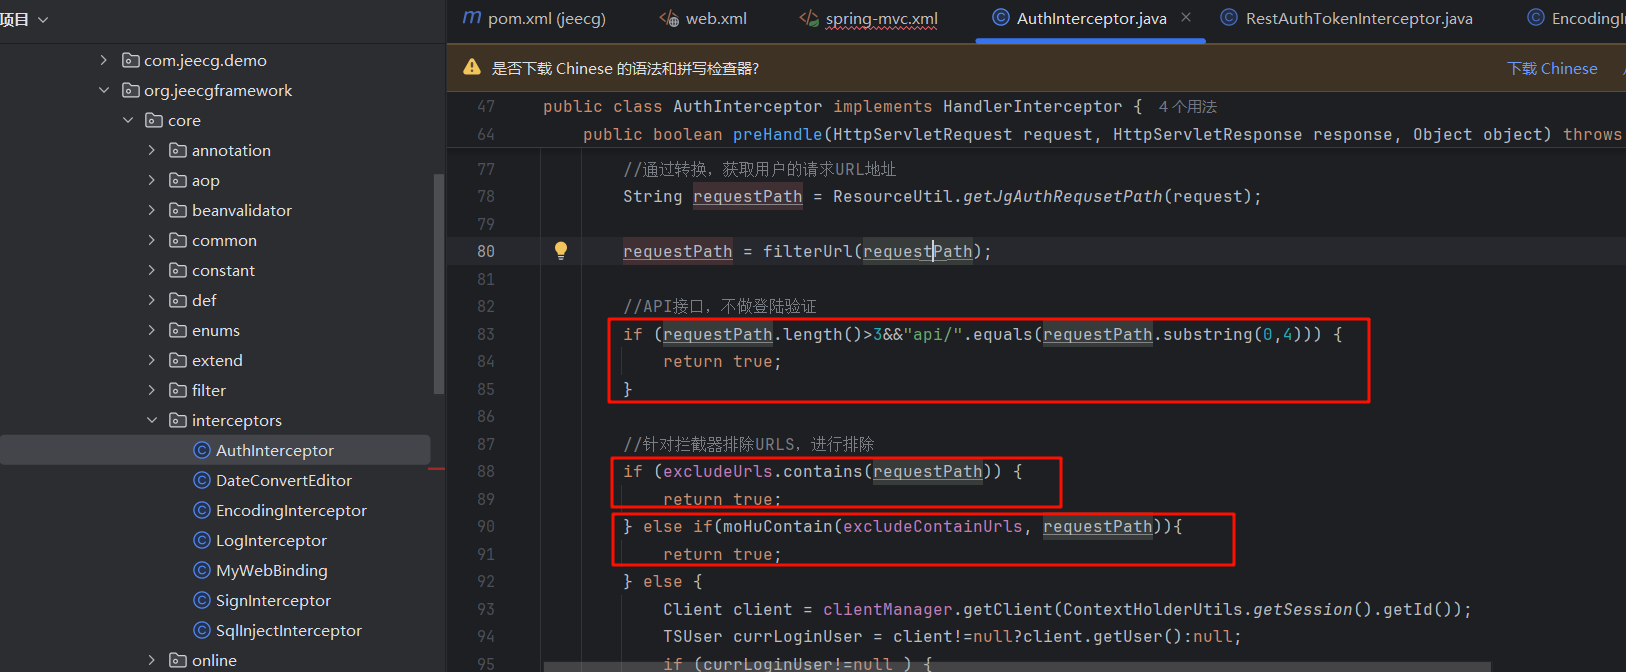 项目
com.jeecg.demo
org.jeecgframework
core
annotation
aop
beanvalidator
common
constant
def
enums
extend
filter
interceptors
AuthInterceptor
DateConvertEditor
EncodingInterceptor
LogInterceptor
MyWebBinding
SignInterceptor
SqlInjectInterceptor
online
pom.xml (jeecg)
web.xml
spring-mvc.xml
AuthInterceptor.java
RestAuthTokenInterceptor.java
是否下载 Chinese 的语法和拼写检查器?
下载 Chinese
47 public class AuthInterceptor implements HandlerInterceptor { 4 个用法
64 public boolean preHandle(HttpServletRequest request, HttpServletResponse response, Object object) throws
77 //通过转换，获取用户的请求URL地址
78 String requestPath = ResourceUtil.getJgAuthRequsetPath(request);
79
80 requestPath = filterUrl(requestPath);
81
82 //API接口，不做登陆验证
83 if (requestPath.length()>3&&"api/".equals(requestPath.substring(0,4))) {
84 return true;
85 }
86
87 //针对拦截器排除URLS，进行排除
88 if (excludeUrls.contains(requestPath)) {
89 return true;
90 } else if(moHuContain(excludeContainUrls, requestPath)){
91 return true;
92 } else {
93 Client client = clientManager.getClient(ContextHolderUtils.getSession().getId());
94 TSUser currLoginUser = client!=null?client.getUser():null;
95 if (currLoginUser!=null ) {